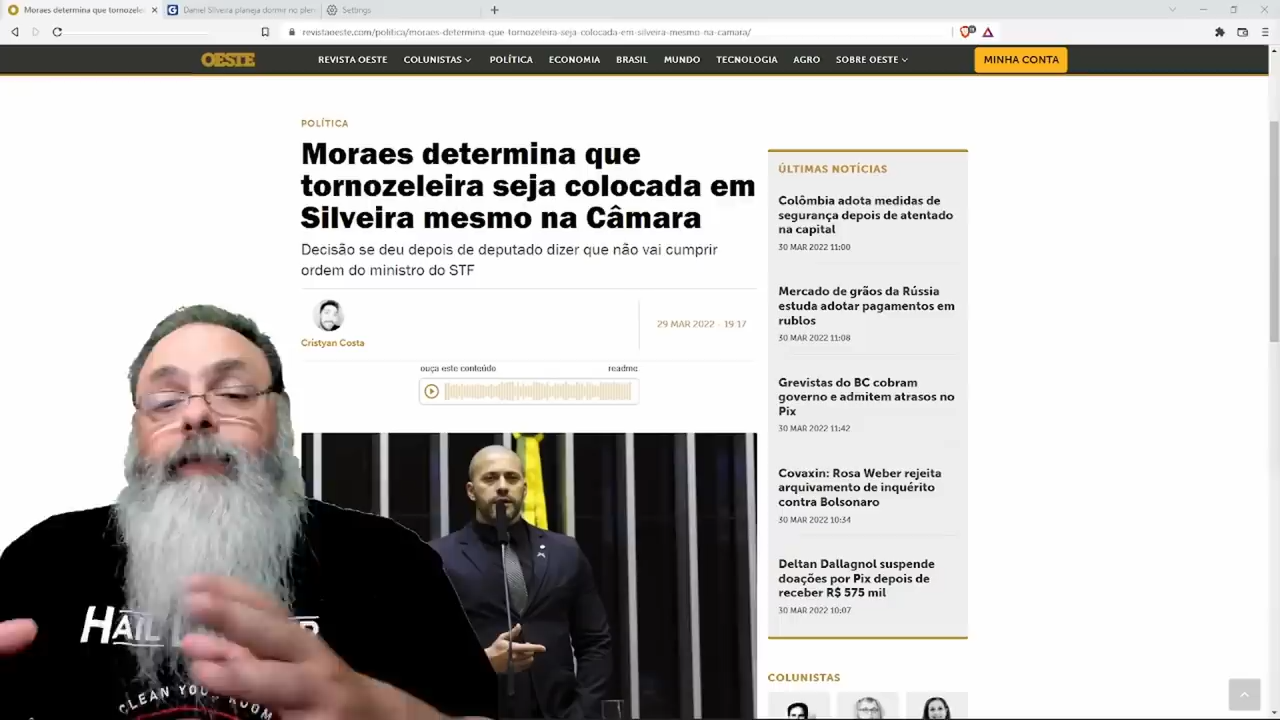 Moraes determina que tornozele
Daniel Silveira planeja dormir no plen
Settings
revistaoeste.com/politica/moraes-determina-que-tornozeleira-seja-colocada-em-silveira-mesmo-na-camara/
OESTE
REVISTA OESTE COLUNISTAS POLÍTICA ECONOMIA BRASIL MUNDO TECNOLOGIA AGRO SOBRE OESTE MINHA CONTA
POLÍTICA
Moraes determina que
tornozeleira seja colocada em
Silveira mesmo na Câmara
Decisão se deu depois de deputado dizer que não vai cumprir
ordem do ministro do STF
Cristyan Costa
29 MAR 2022 - 19:17
ouça este conteúdo readme
ÚLTIMAS NOTÍCIAS
Colômbia adota medidas de
segurança depois de atentado
na capital
30 MAR 2022 11:00
Mercado de grãos da Rússia
estuda adotar pagamentos em
rublos
30 MAR 2022 11:08
Grevistas do BC cobram
governo e admitem atrasos no
Pix
30 MAR 2022 11:42
Covaxin: Rosa Weber rejeita
arquivamento de inquérito
contra Bolsonaro
30 MAR 2022 10:34
Deltan Dallagnol suspende
doações por Pix depois de
receber R$ 575 mil
30 MAR 2022 10:07
COLUNISTAS
HAIL
CLEAN YOUR ROOM